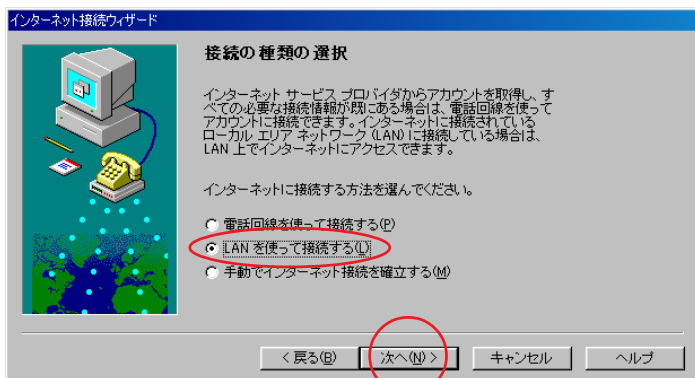 インターネット接続ウィザード
接続の種類の選択
インターネット サービス プロバイダからアカウントを取得し、す
べての必要な接続情報が既にある場合は、電話回線を使って
アカウントに接続できます。インターネットに接続されている
ローカル エリア ネットワーク (LAN) に接続している場合は、
LAN 上でインターネットにアクセスできます。
インターネットに接続する方法を選んでください。
電話回線を使って接続する(P)
LAN を使って接続する(L)
手動でインターネット接続を確立する(M)
< 戻る(B) 次へ(N) > キャンセル ヘルプ